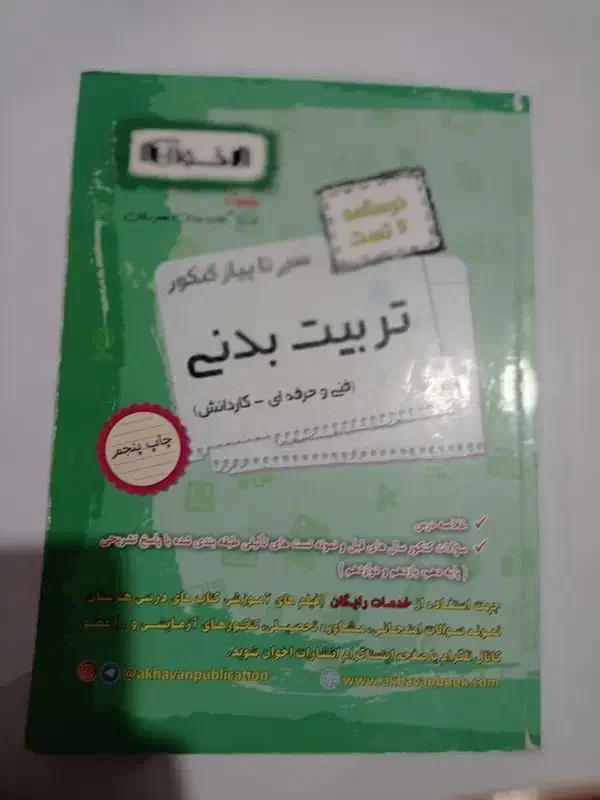 اخوان
درسنامه
+ تست
سیر تا پیاز کنکور
تربیت بدنی
(فنی و حرفه ای - کاردانش)
چاپ پنجم
خلاصه درس
سوالات کنکور سال های قبل و نمونه تست های تألیفی طبقه بندی شده با پاسخ تشریحی
( پایه دهم، یازدهم و دوازدهم )
جهت استفاده از خدمات رایگان (فیلم های آموزشی کتاب های درسی هنرستان
نمونه سوالات امتحانی، مشاوره تحصیلی، کنکورهای آزمایشی و ...) عضو
کانال تلگرام یا صفحه اینستاگرام انتشارات اخوان شوید.
@akhavanpublication www.akhavanbook.com